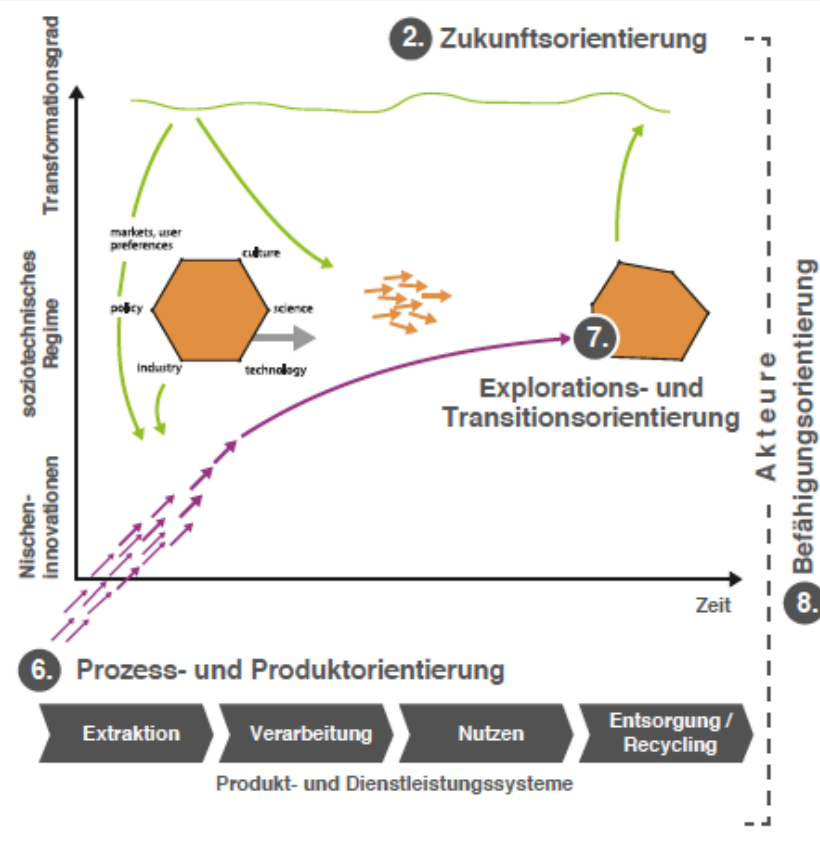 2. Zukunftsorientierung
Transformationsgrad
markets, user
preferences
culture
policy
science
industry
technology
soziotechnisches
Regime
7.
Explorations- und
Transitionsorientierung
Akteure
Befähigungsorientierung
8.
Nischen-
innovationen
Zeit
6. Prozess- und Produktorientierung
Extraktion
Verarbeitung
Nutzen
Entsorgung /
Recycling
Produkt- und Dienstleistungssysteme